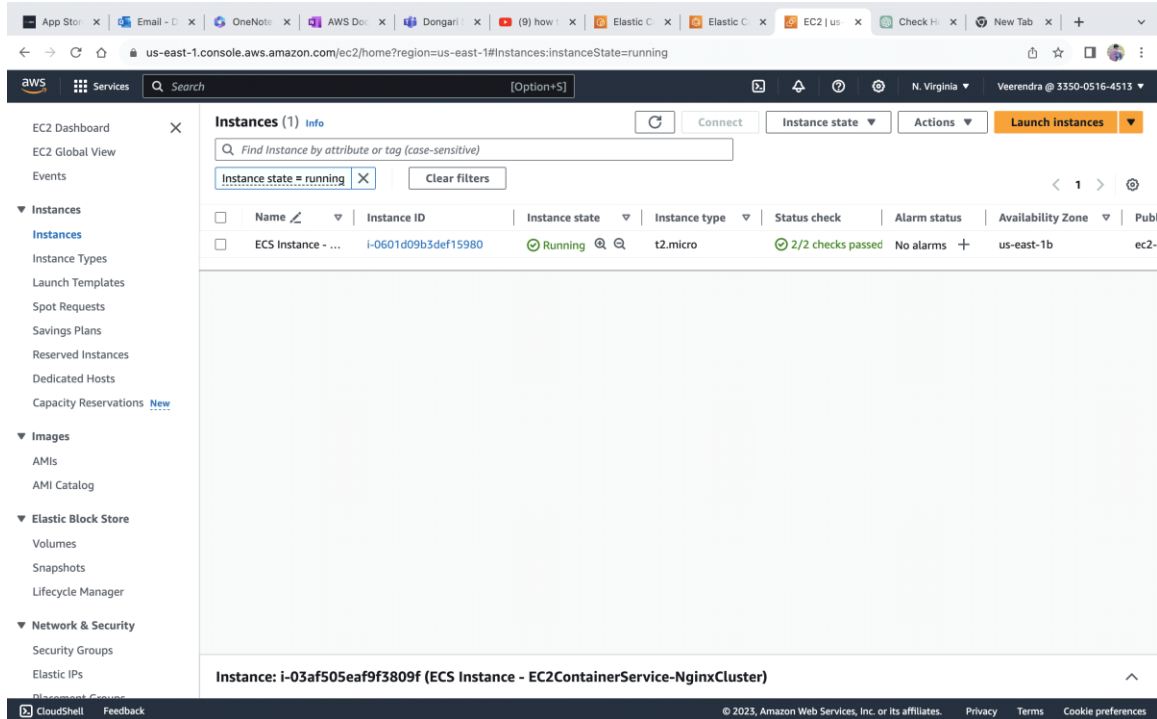 App Stor
Email - D
OneNote
AWS Doc
Dongari
(9) how t
Elastic C
Elastic C
EC2 | us-
Check H
New Tab
us-east-1.console.aws.amazon.com/ec2/home?region=us-east-1#Instances:instanceState=running
aws Services Search [Option+S] N. Virginia Veerendra @ 3350-0516-4513
EC2 Dashboard
EC2 Global View
Events
Instances
Instances
Instance Types
Launch Templates
Spot Requests
Savings Plans
Reserved Instances
Dedicated Hosts
Capacity Reservations New
Images
AMIs
AMI Catalog
Elastic Block Store
Volumes
Snapshots
Lifecycle Manager
Network & Security
Security Groups
Elastic IPs
Placement Groups
Instances (1) Info Connect Instance state Actions Launch instances
Find Instance by attribute or tag (case-sensitive)
Instance state = running Clear filters
1
Name Instance ID Instance state Instance type Status check Alarm status Availability Zone Publ
ECS Instance - ... i-0601d09b3def15980 Running t2.micro 2/2 checks passed No alarms us-east-1b ec2-
Instance: i-03af505eaf9f3809f (ECS Instance - EC2ContainerService-NginxCluster)
CloudShell Feedback © 2023, Amazon Web Services, Inc. or its affiliates. Privacy Terms Cookie preferences